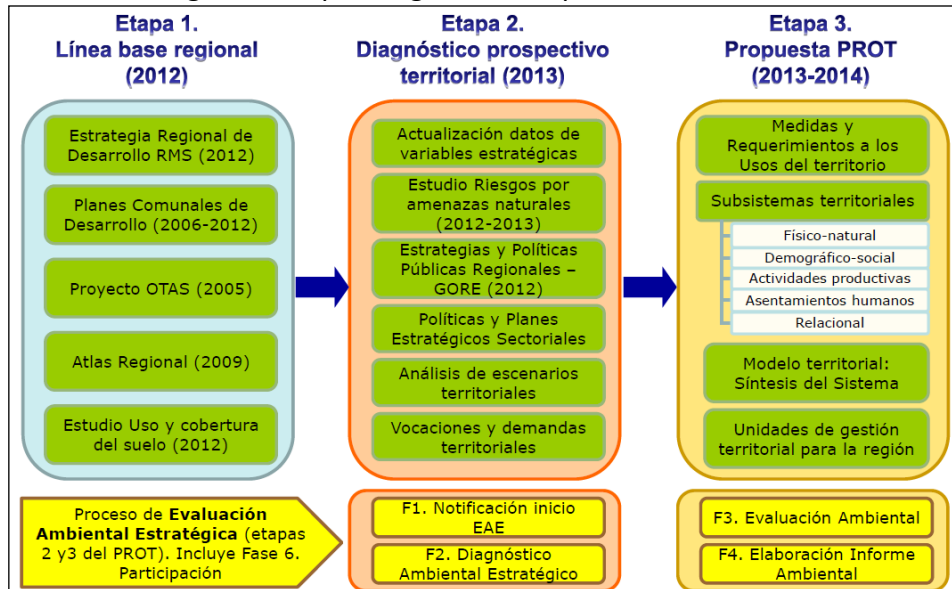 Etapa 1.
Línea base regional
(2012)
Estrategia Regional de
Desarrollo RMS (2012)
Planes Comunales de
Desarrollo (2006-2012)
Proyecto OTAS (2005)
Atlas Regional (2009)
Estudio Uso y cobertura
del suelo (2012)
Etapa 2.
Diagnóstico prospectivo
territorial (2013)
Actualización datos de
variables estratégicas
Estudio Riesgos por
amenazas naturales
(2012-2013)
Estrategias y Políticas
Públicas Regionales –
GORE (2012)
Políticas y Planes
Estratégicos Sectoriales
Análisis de escenarios
territoriales
Vocaciones y demandas
territoriales
Etapa 3.
Propuesta PROT
(2013-2014)
Medidas y
Requerimientos a los
Usos del territorio
Subsistemas territoriales
Físico-natural
Demográfico-social
Actividades productivas
Asentamientos humanos
Relacional
Modelo territorial:
Síntesis del Sistema
Unidades de gestión
territorial para la región
Proceso de Evaluación
Ambiental Estratégica (etapas
2 y3 del PROT). Incluye Fase 6.
Participación
F1. Notificación inicio
EAE
F2. Diagnóstico
Ambiental Estratégico
F3. Evaluación Ambiental
F4. Elaboración Informe
Ambiental